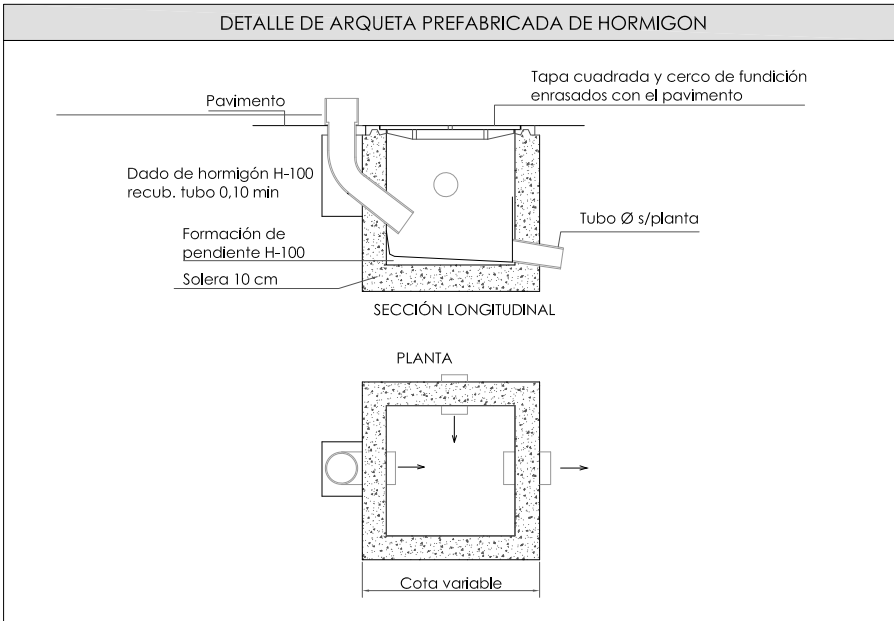 DETALLE DE ARQUETA PREFABRICADA DE HORMIGON
Pavimento
Tapa cuadrada y cerco de fundición
enrasados con el pavimento
Dado de hormigón H-100
recub. tubo 0,10 min
Tubo Ø s/planta
Formación de
pendiente H-100
Solera 10 cm
SECCIÓN LONGITUDINAL
PLANTA
Cota variable